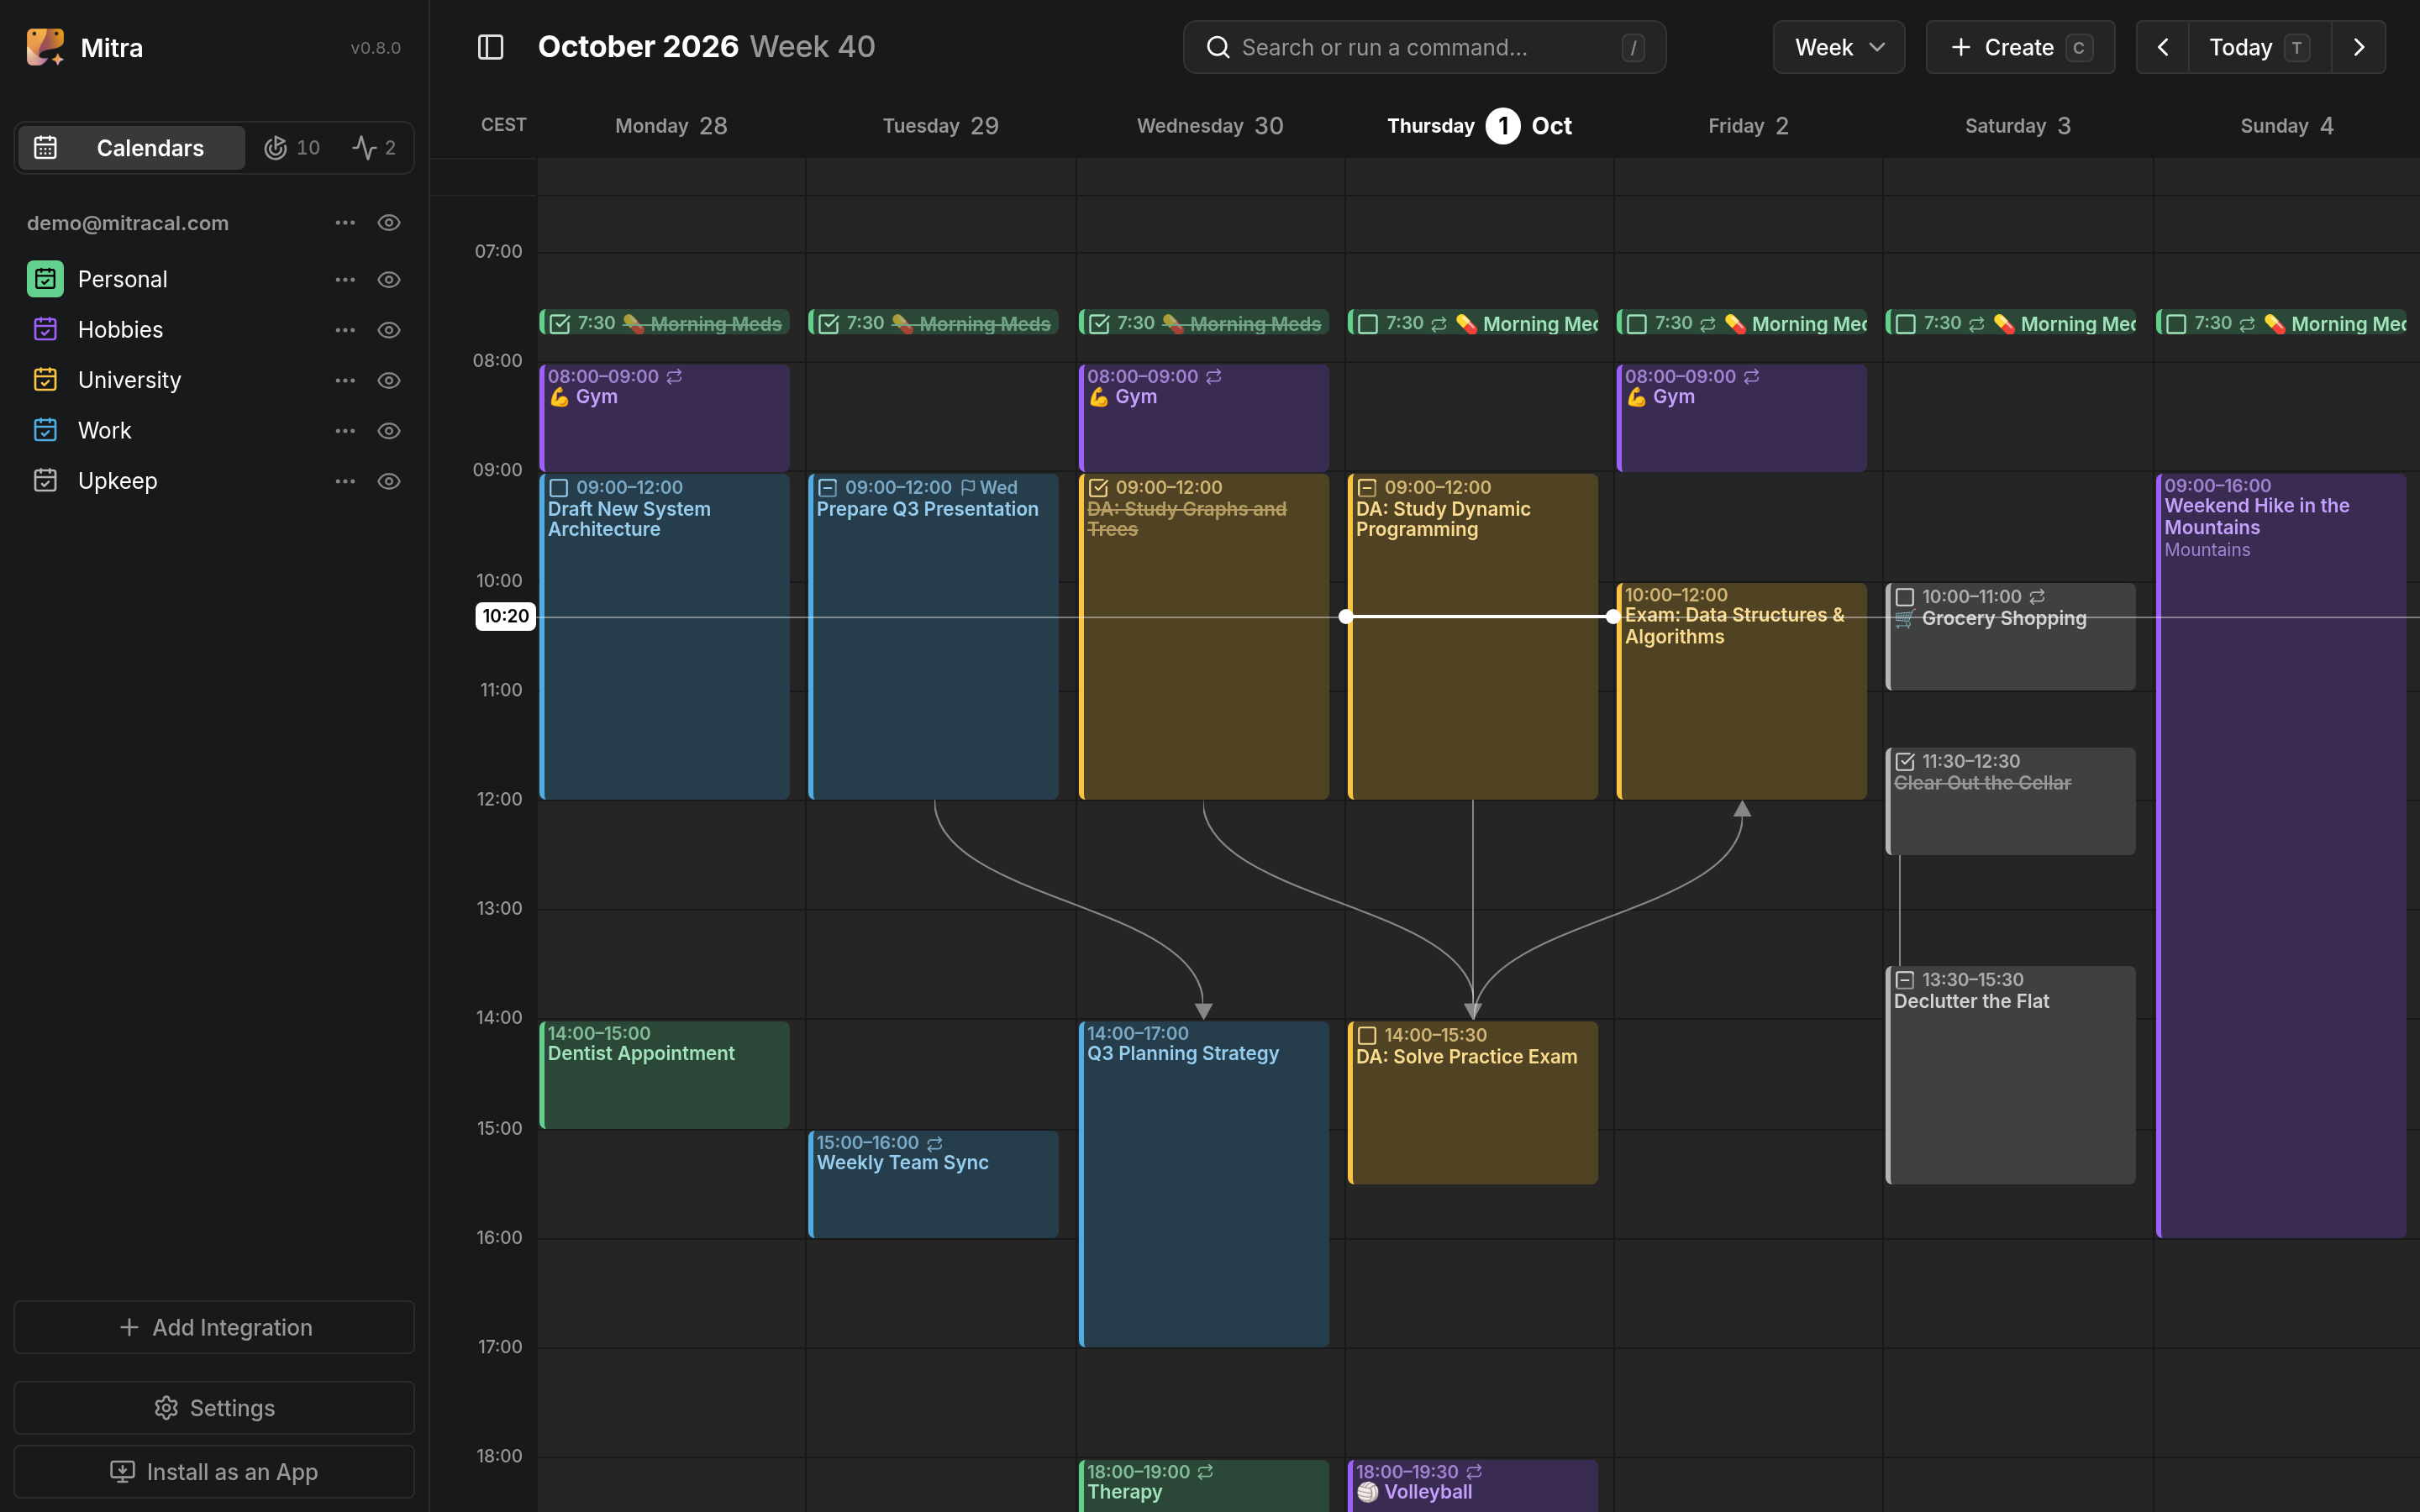 Mitra
v0.8.0
Calendars
10
2
demo@mitracal.com
Personal
Hobbies
University
Work
Upkeep
Add Integration
Settings
Install as an App
October 2026 Week 40
Search or run a command... /
Week
Create C
Today T
CEST
Monday 28
Tuesday 29
Wednesday 30
Thursday 1 Oct
Friday 2
Saturday 3
Sunday 4
07:00
08:00
09:00
10:00
10:20
11:00
12:00
13:00
14:00
15:00
16:00
17:00
18:00
7:30 💊 Morning Meds
08:00–09:00
💪 Gym
09:00–12:00
Draft New System
Architecture
14:00–15:00
Dentist Appointment
7:30 💊 Morning Meds
09:00–12:00 Wed
Prepare Q3 Presentation
15:00–16:00
Weekly Team Sync
7:30 💊 Morning Meds
08:00–09:00
💪 Gym
09:00–12:00
DA: Study Graphs and
Trees
14:00–17:00
Q3 Planning Strategy
18:00–19:00
Therapy
7:30 💊 Morning Med
09:00–12:00
DA: Study Dynamic
Programming
14:00–15:30
DA: Solve Practice Exam
18:00–19:30
🏐 Volleyball
7:30 💊 Morning Med
08:00–09:00
💪 Gym
10:00–12:00
Exam: Data Structures &
Algorithms
7:30 💊 Morning Med
10:00–11:00
🛒 Grocery Shopping
11:30–12:30
Clear Out the Cellar
13:30–15:30
Declutter the Flat
7:30 💊 Morning Med
09:00–16:00
Weekend Hike in the
Mountains
Mountains